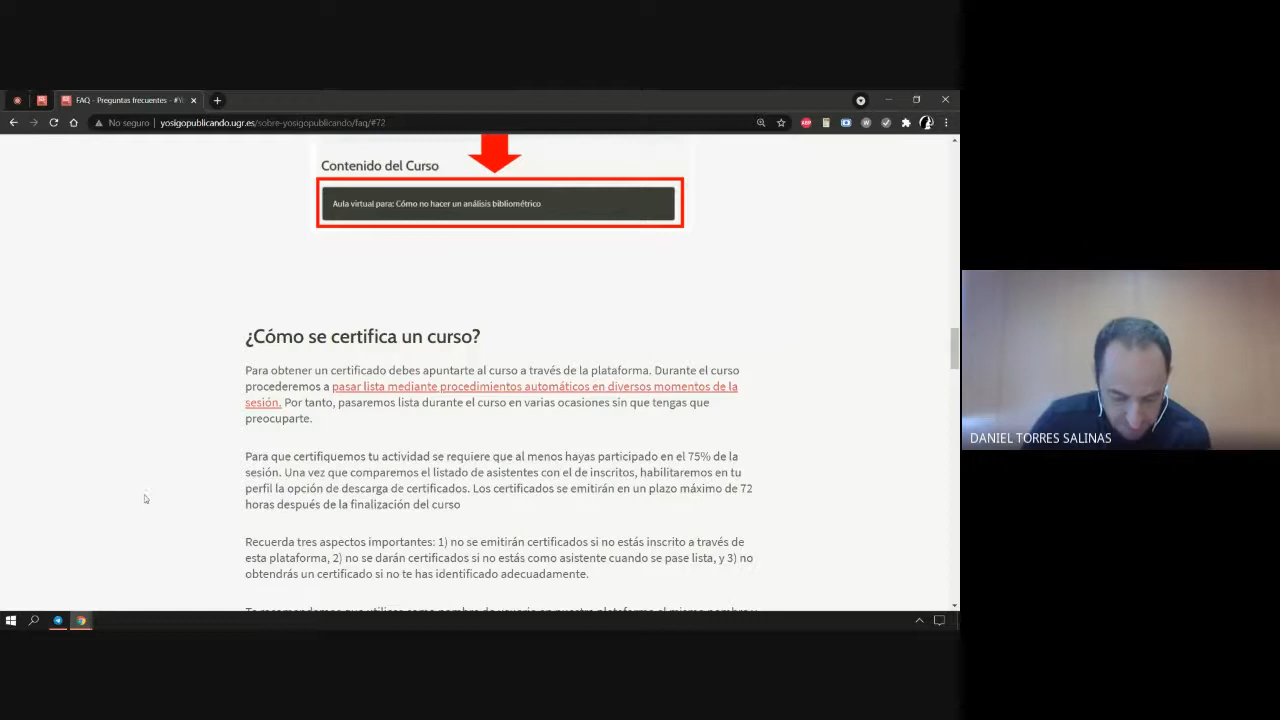 FAQ - Preguntas frecuentes - #Y
No seguro | yosigopublicando.ugr.es/sobre-yosigopublicando/faq/#72
Contenido del Curso
Aula virtual para: Cómo no hacer un análisis bibliométrico
¿Cómo se certifica un curso?
Para obtener un certificado debes apuntarte al curso a través de la plataforma. Durante el curso
procederemos a pasar lista mediante procedimientos automáticos en diversos momentos de la
sesión. Por tanto, pasaremos lista durante el curso en varias ocasiones sin que tengas que
preocuparte.
Para que certifiquemos tu actividad se requiere que al menos hayas participado en el 75% de la
sesión. Una vez que comparemos el listado de asistentes con el de inscritos, habilitaremos en tu
perfil la opción de descarga de certificados. Los certificados se emitirán en un plazo máximo de 72
horas después de la finalización del curso
Recuerda tres aspectos importantes: 1) no se emitirán certificados si no estás inscrito a través de
esta plataforma, 2) no se darán certificados si no estás como asistente cuando se pase lista, y 3) no
obtendrás un certificado si no te has identificado adecuadamente.
DANIEL TORRES SALINAS